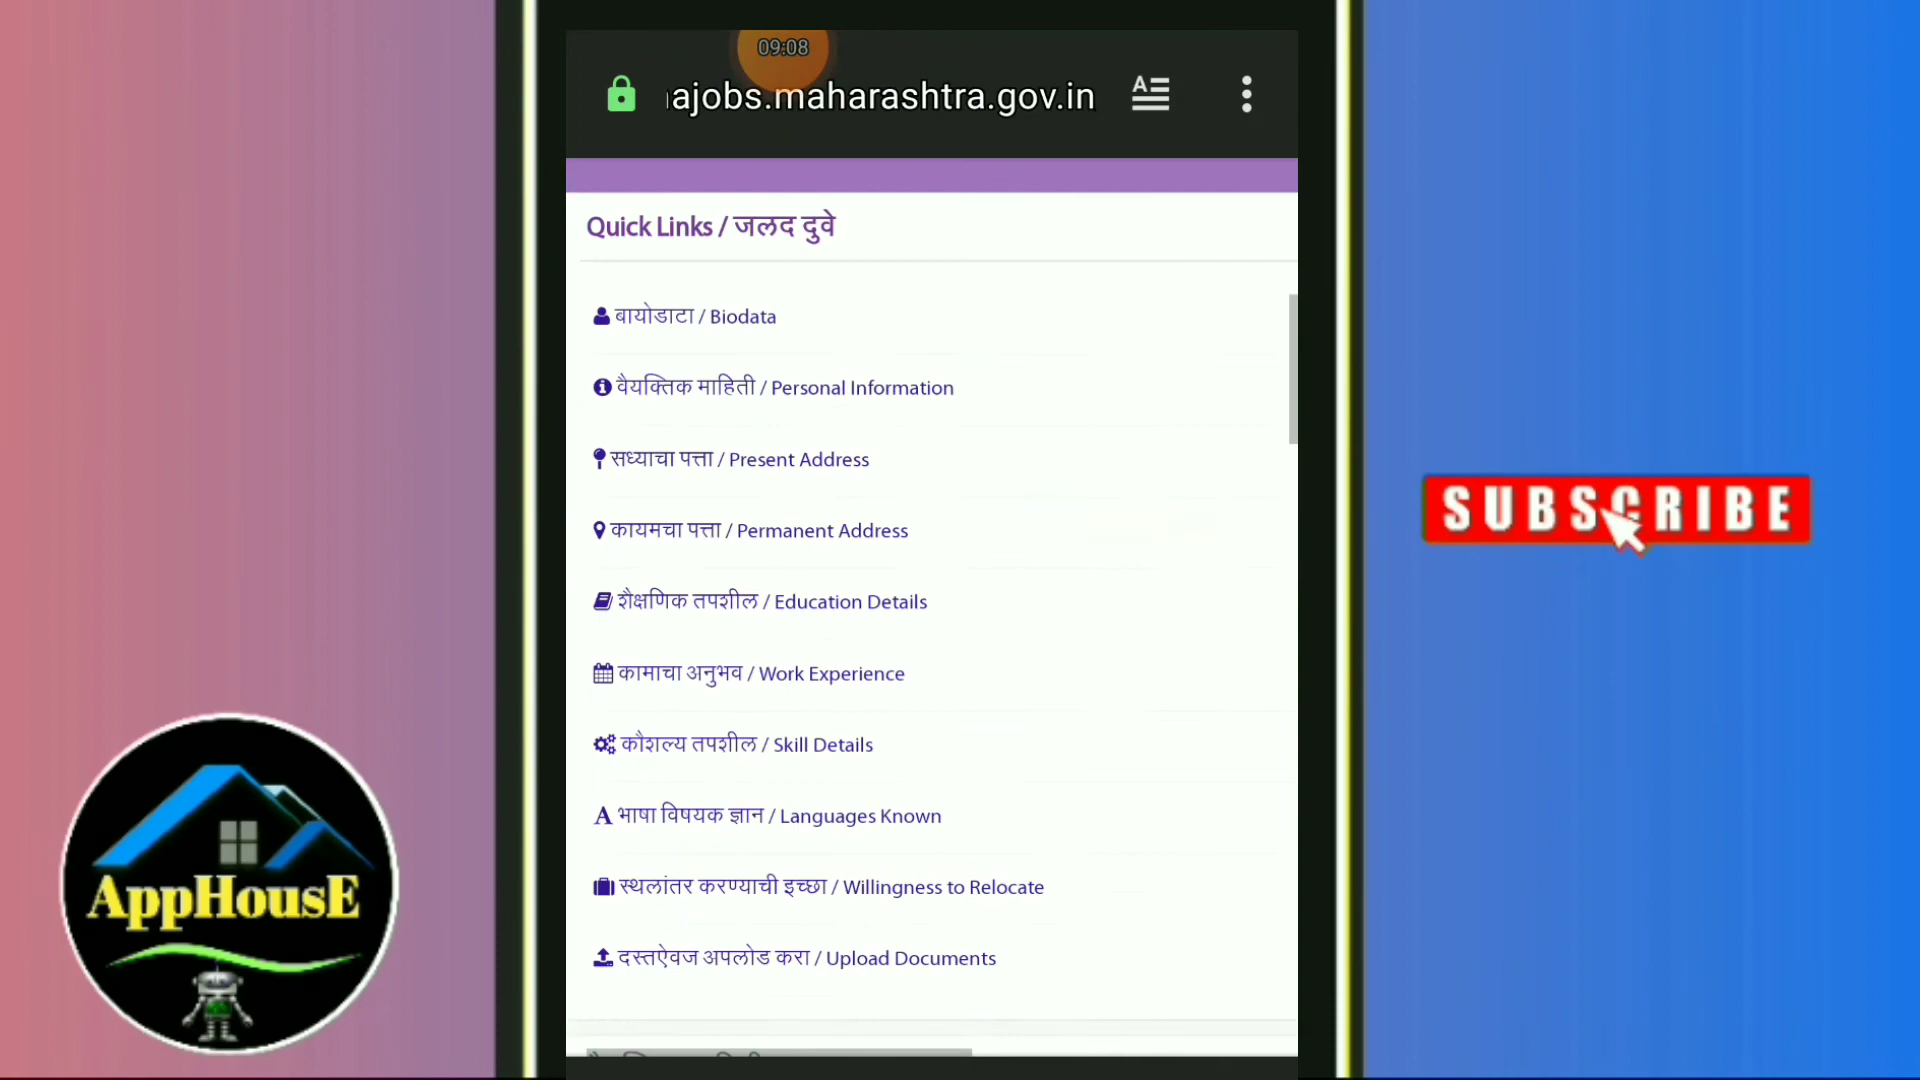 09:08
ajobs.maharashtra.gov.in
Quick Links / जलद दुवे
बायोडाटा / Biodata
वैयक्तिक माहिती / Personal Information
सध्याचा पत्ता / Present Address
कायमचा पत्ता / Permanent Address
शैक्षणिक तपशील / Education Details
कामाचा अनुभव / Work Experience
कौशल्य तपशील / Skill Details
भाषा विषयक ज्ञान / Languages Known
स्थलांतर करण्याची इच्छा / Willingness to Relocate
दस्तऐवज अपलोड करा / Upload Documents
SUBSCRIBE
AppHousE